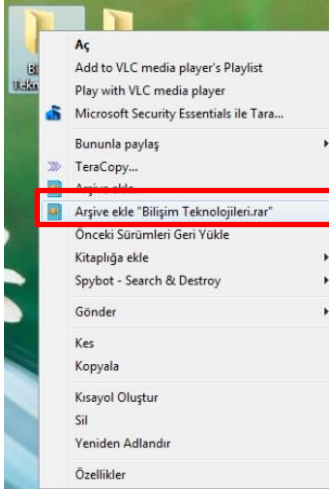 Aç
Add to VLC media player's Playlist
Play with VLC media player
Microsoft Security Essentials ile Tara...
Bununla paylaş
TeraCopy...
Arşive ekle "Bilişim Teknolojileri.rar"
Önceki Sürümleri Geri Yükle
Kitaplığa ekle
Spybot - Search & Destroy
Gönder
Kes
Kopyala
Kısayol Oluştur
Sil
Yeniden Adlandır
Özellikler